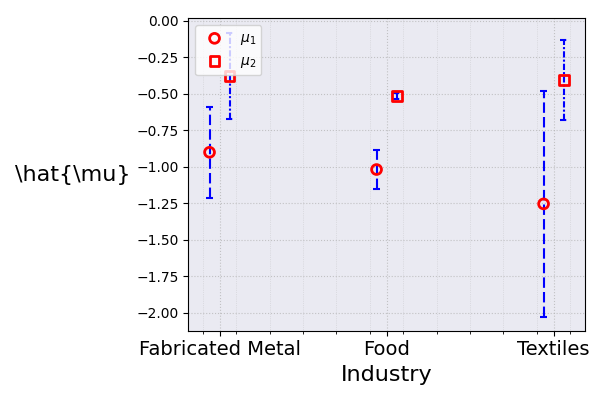 0.00
−0.25
−0.50
−0.75
−1.00
−1.25
−1.50
−1.75
−2.00
\hat{\mu}
μ1
μ2
Fabricated Metal
Food
Textiles
Industry